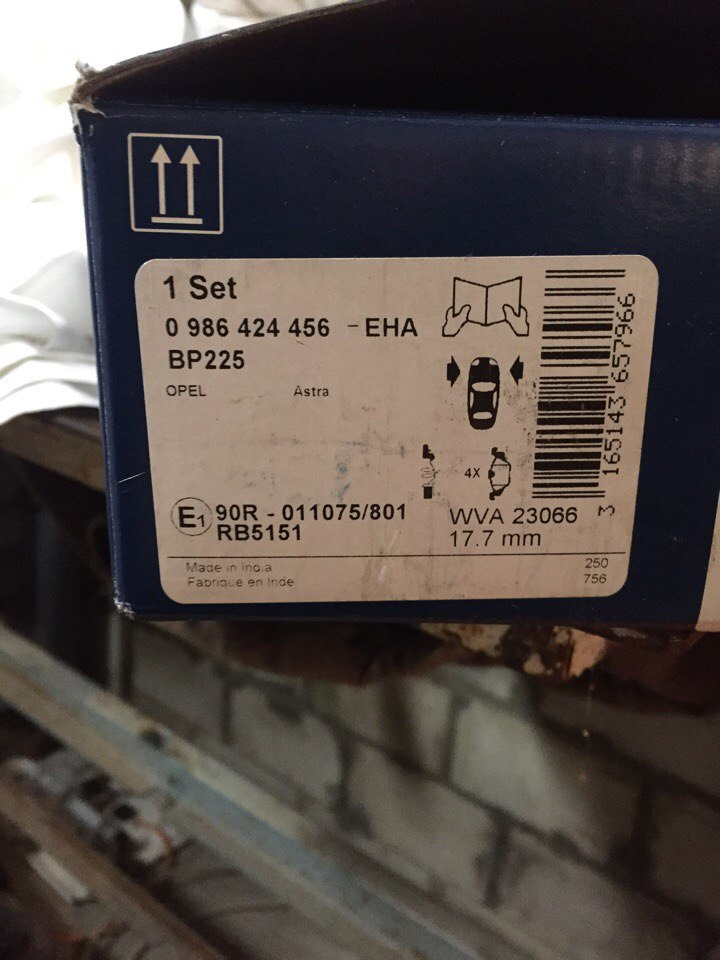 1 Set
0 986 424 456 - EHA
BP225
OPEL Astra
4X
E1 90R - 011075/801
RB5151
WVA 23066
17.7 mm
3 165143 657966
Made in India
Fabrique en Inde
250
756